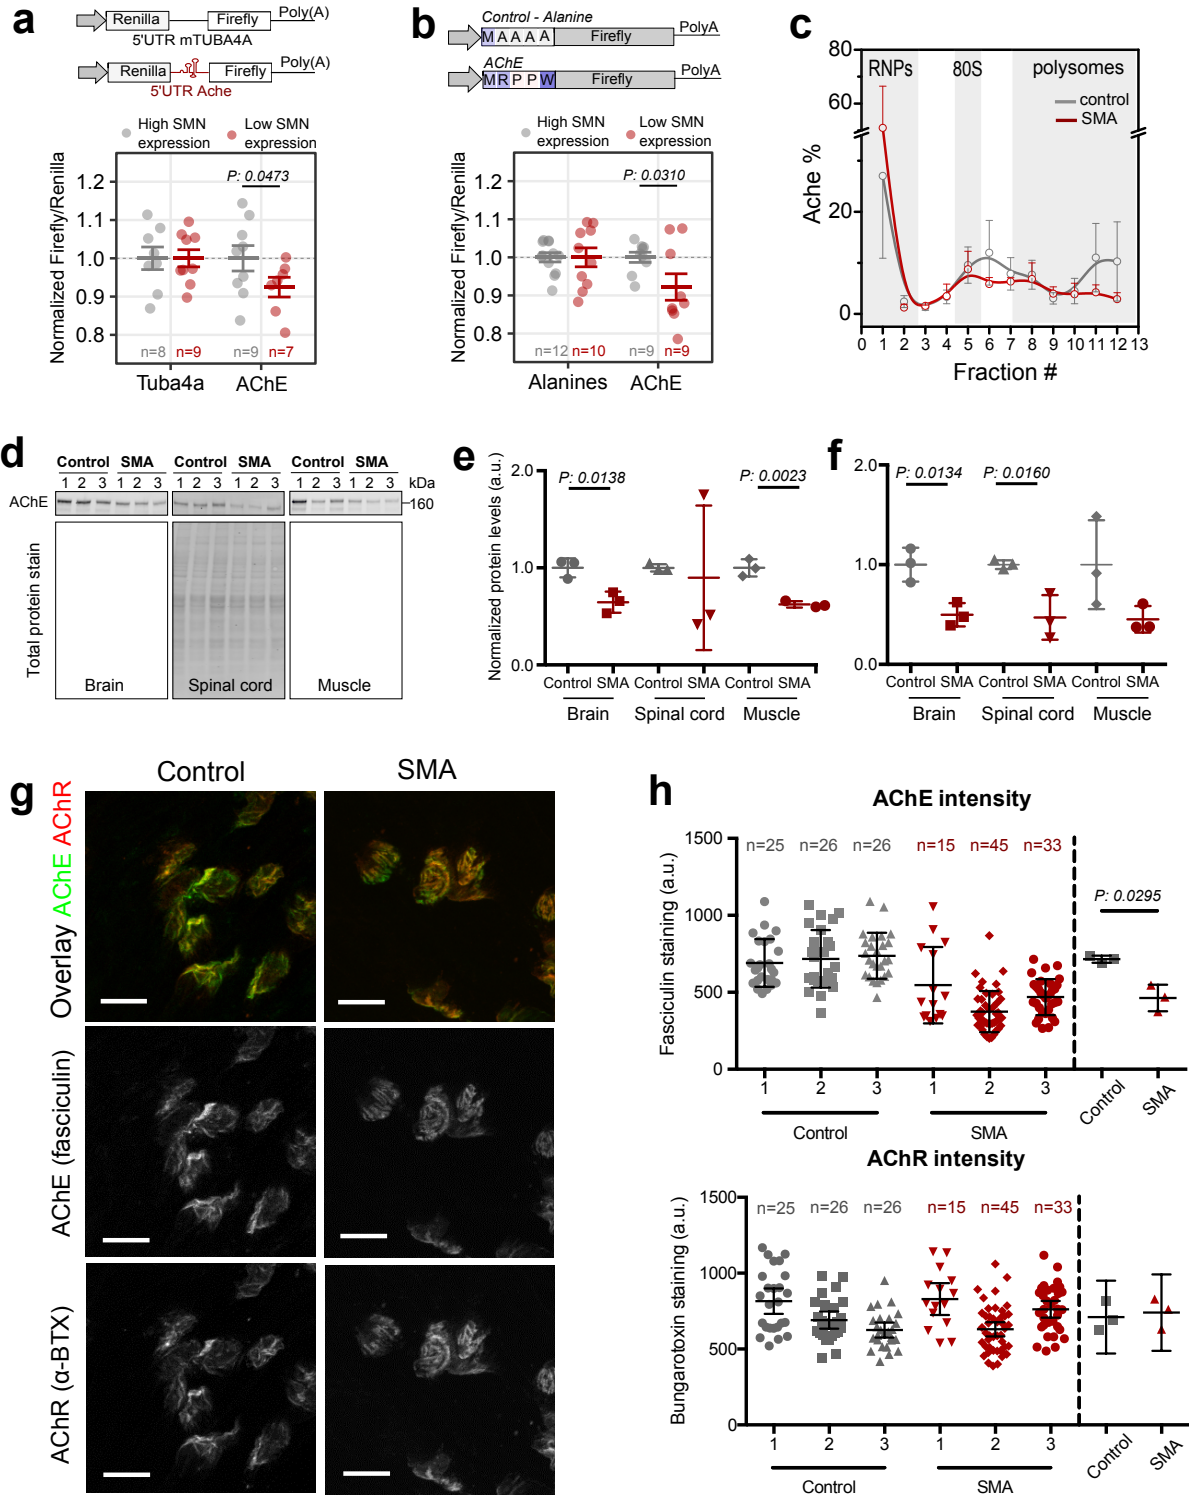 a
Renilla
Firefly
Poly(A)
5'UTR mTUBA4A
Renilla
Firefly
Poly(A)
5'UTR Ache
High SMN expression
Low SMN expression
P: 0.0473
Normalized Firefly/Renilla
1.2
1.1
1.0
0.9
0.8
n=8
n=9
n=9
n=7
Tuba4a
AChE
b
Control - Alanine
M A A A A
Firefly
PolyA
AChE
M R P P W
Firefly
PolyA
High SMN expression
Low SMN expression
P: 0.0310
Normalized Firefly/Renilla
1.2
1.1
1.0
0.9
0.8
n=12
n=10
n=9
n=9
Alanines
AChE
c
RNPs
80S
polysomes
control
SMA
Ache %
80
60
20
0
0 1 2 3 4 5 6 7 8 9 10 11 12 13
Fraction #
d
Control SMA
Control SMA
Control SMA
1 2 3 1 2 3
1 2 3 1 2 3
1 2 3 1 2 3
kDa
AChE
160
Total protein stain
Brain
Spinal cord
Muscle
e
Normalized protein levels (a.u.)
2.0
1.0
0.0
P: 0.0138
P: 0.0023
Control SMA
Control SMA
Control SMA
Brain
Spinal cord
Muscle
f
2.0
1.0
0.0
P: 0.0134
P: 0.0160
Control SMA
Control SMA
Control SMA
Brain
Spinal cord
Muscle
g
Control
SMA
Overlay AChE AChR
AChE (fasciculin)
AChR (α-BTX)
h
AChE intensity
Fasciculin staining (a.u.)
1500
1000
500
0
n=25
n=26
n=26
n=15
n=45
n=33
P: 0.0295
1
2
3
1
2
3
Control
SMA
Control
SMA
AChR intensity
Bungarotoxin staining (a.u.)
1500
1000
500
0
n=25
n=26
n=26
n=15
n=45
n=33
1
2
3
1
2
3
Control
SMA
Control
SMA